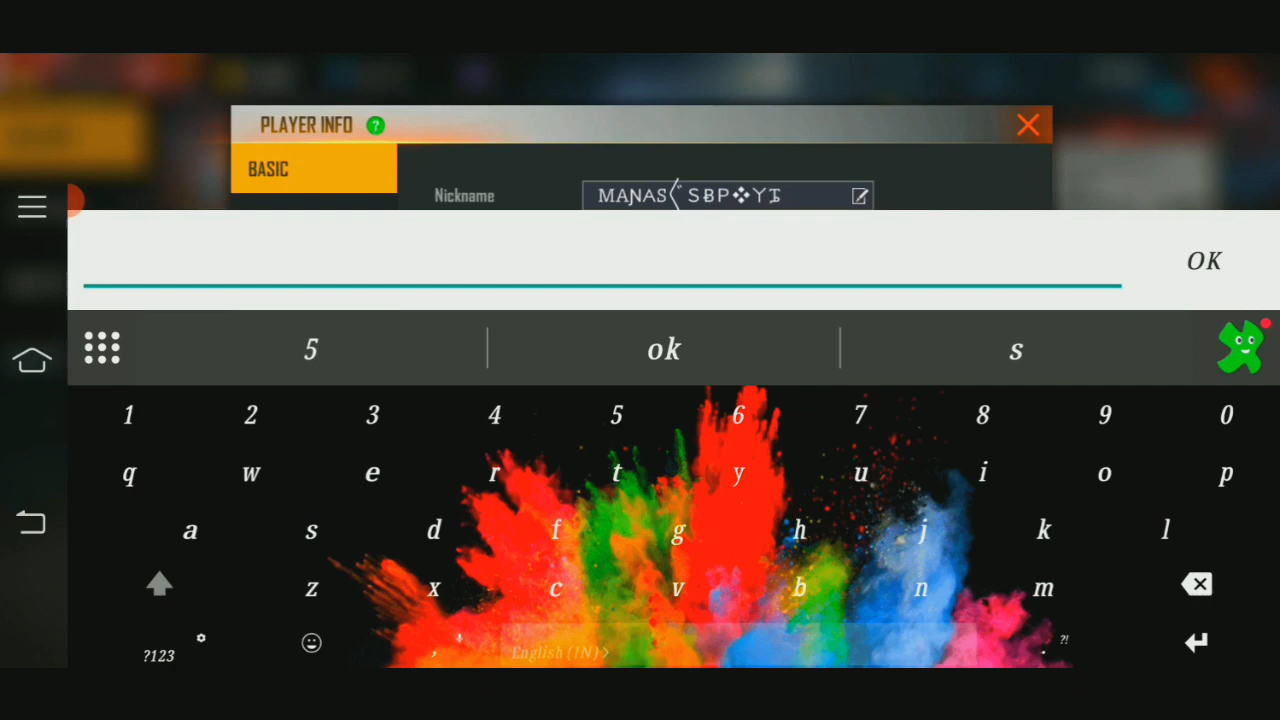 PLAYER INFO ?
BASIC
Nickname
OK
5 ok s
1 2 3 4 5 6 7 8 9 0
q w e r t y u i o p
a s d f g h j k l
z x c v b n m
?123 , English (IN) . ?!